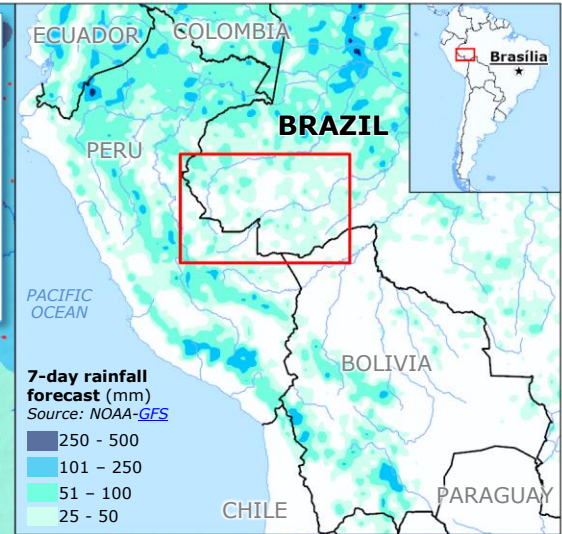 ECUADOR
COLOMBIA
Brasília
BRAZIL
PERU
PACIFIC
OCEAN
BOLIVIA
7-day rainfall
forecast (mm)
Source: NOAA-GFS
250 - 500
101 – 250
51 – 100
25 - 50
CHILE
PARAGUAY